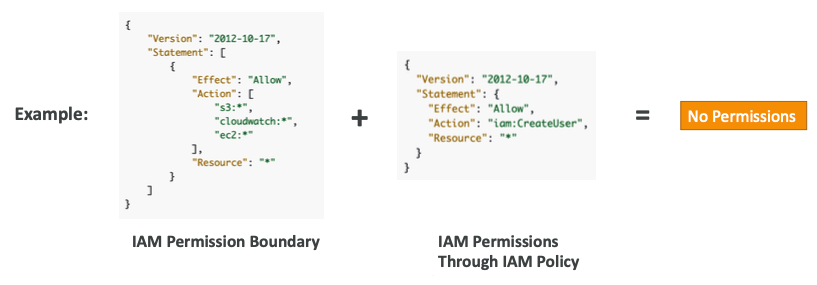 Example:
{
"Version": "2012-10-17",
"Statement": [
{
"Effect": "Allow",
"Action": [
"s3:*",
"cloudwatch:*",
"ec2:*"
],
"Resource": "*"
}
]
}
IAM Permission Boundary
+
{
"Version": "2012-10-17",
"Statement": {
"Effect": "Allow",
"Action": "iam:CreateUser",
"Resource": "*"
}
}
IAM Permissions
Through IAM Policy
=
No Permissions